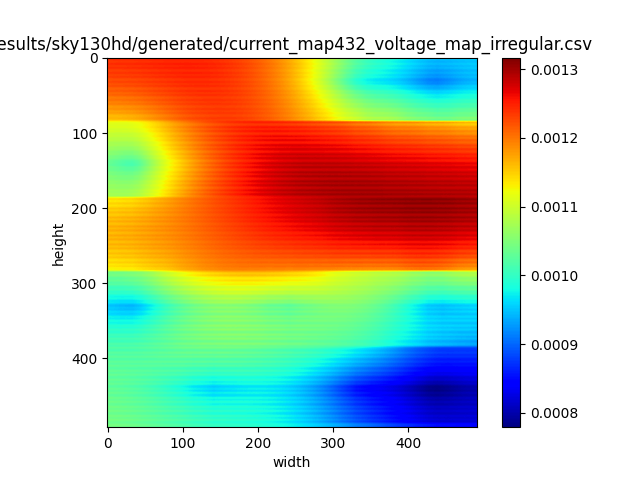 esults/sky130hd/generated/current_map432_voltage_map_irregular.csv
0
100
200
300
400
height
0 100 200 300 400
width
0.0013
0.0012
0.0011
0.0010
0.0009
0.0008